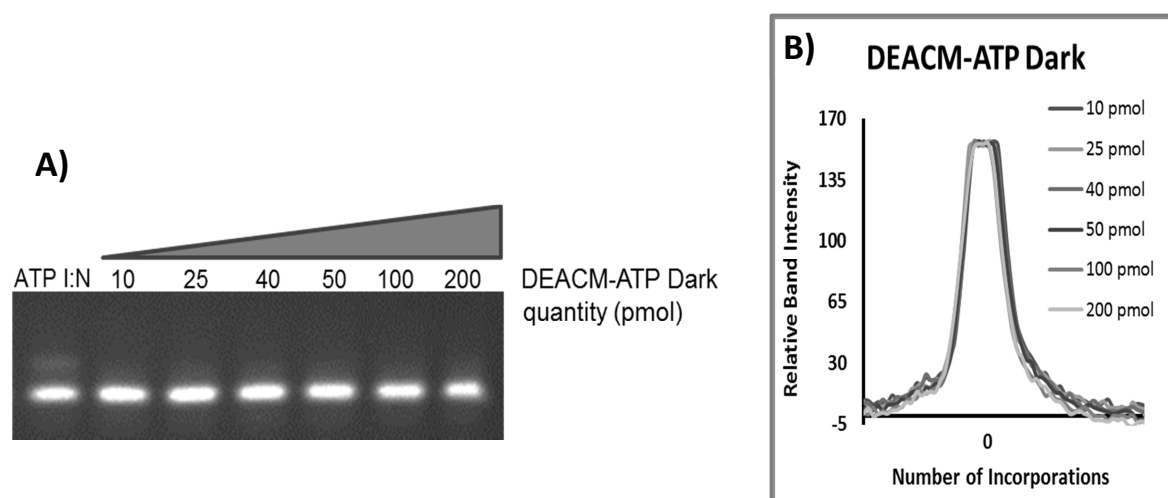 A)
ATP I:N 10 25 40 50 100 200 DEACM-ATP Dark
quantity (pmol)
B)
DEACM-ATP Dark
Relative Band Intensity
170
135
100
65
30
-5
0
Number of Incorporations
10 pmol
25 pmol
40 pmol
50 pmol
100 pmol
200 pmol